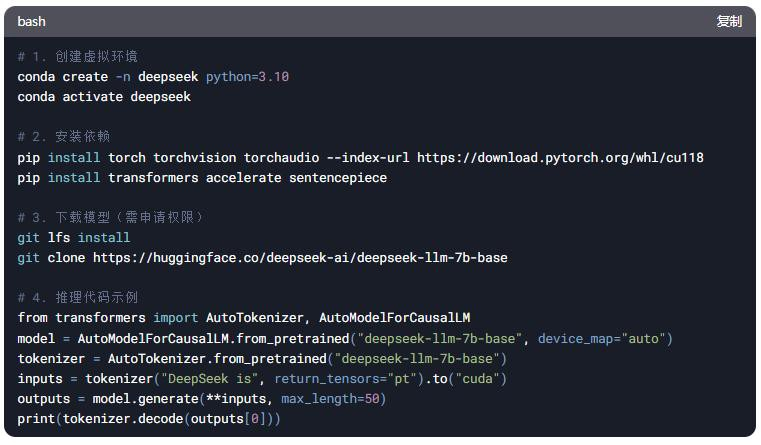 bash
复制
# 1. 创建虚拟环境
conda create -n deepseek python=3.10
conda activate deepseek
# 2. 安装依赖
pip install torch torchvision torchaudio --index-url https://download.pytorch.org/whl/cu118
pip install transformers accelerate sentencepiece
# 3. 下载模型（需申请权限）
git lfs install
git clone https://huggingface.co/deepseek-ai/deepseek-llm-7b-base
# 4. 推理代码示例
from transformers import AutoTokenizer, AutoModelForCausalLM
model = AutoModelForCausalLM.from_pretrained("deepseek-llm-7b-base", device_map="auto")
tokenizer = AutoTokenizer.from_pretrained("deepseek-llm-7b-base")
inputs = tokenizer("DeepSeek is", return_tensors="pt").to("cuda")
outputs = model.generate(**inputs, max_length=50)
print(tokenizer.decode(outputs[0]))